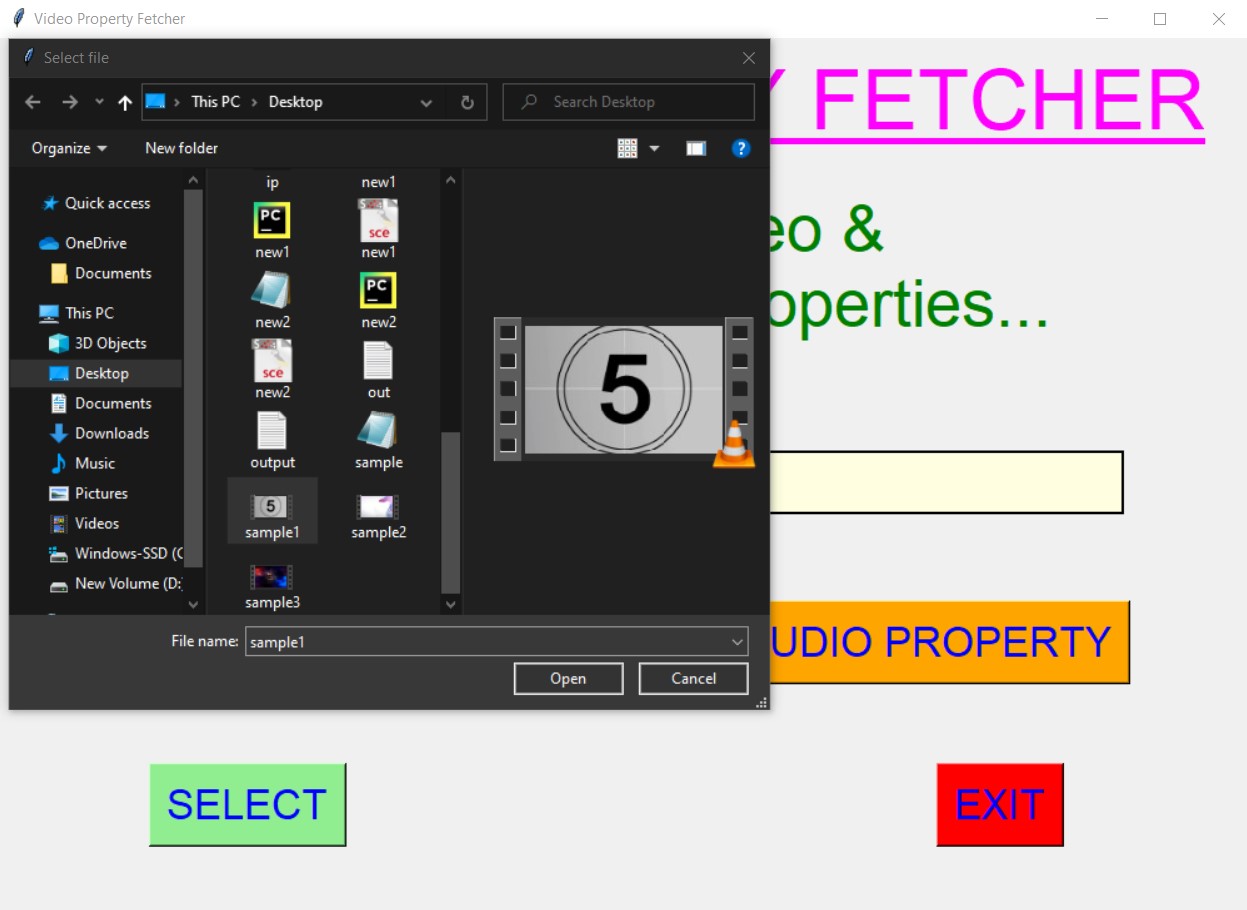 Video Property Fetcher
Select file
This PC
Desktop
Search Desktop
Y FETCHER
Organize
New folder
?
Quick access
OneDrive
Documents
This PC
3D Objects
Desktop
Documents
Downloads
Music
Pictures
Videos
Windows-SSD (C
New Volume (D:
ip
new1
PC
new1
sce
new1
new2
PC
new2
sce
new2
out
output
sample
5
sample1
sample2
sample3
5
eo &
operties...
File name:
sample1
Open
Cancel
UDIO PROPERTY
SELECT
EXIT